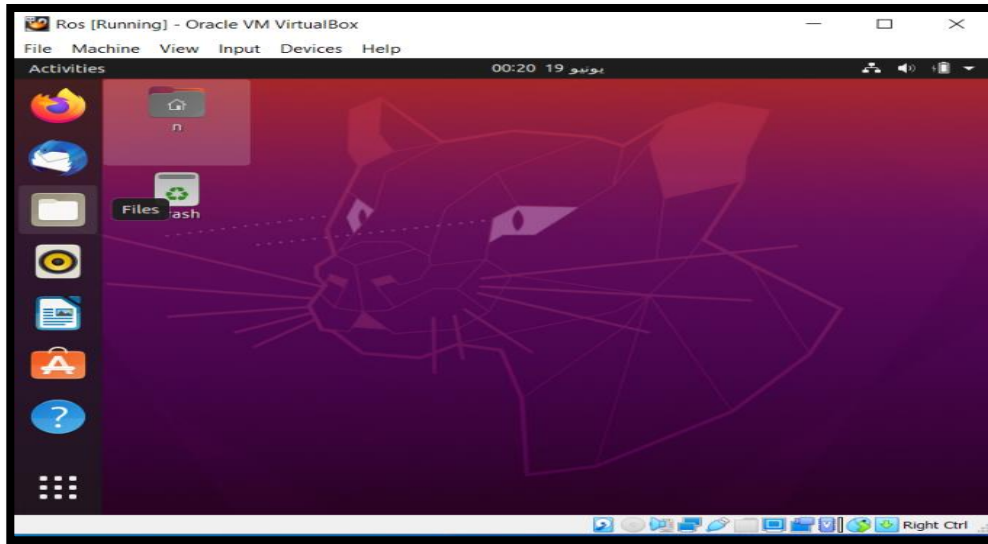 Ros [Running] - Oracle VM VirtualBox
File Machine View Input Devices Help
Activities
00:20 19 يونيو
n
Files
ash
Right Ctrl